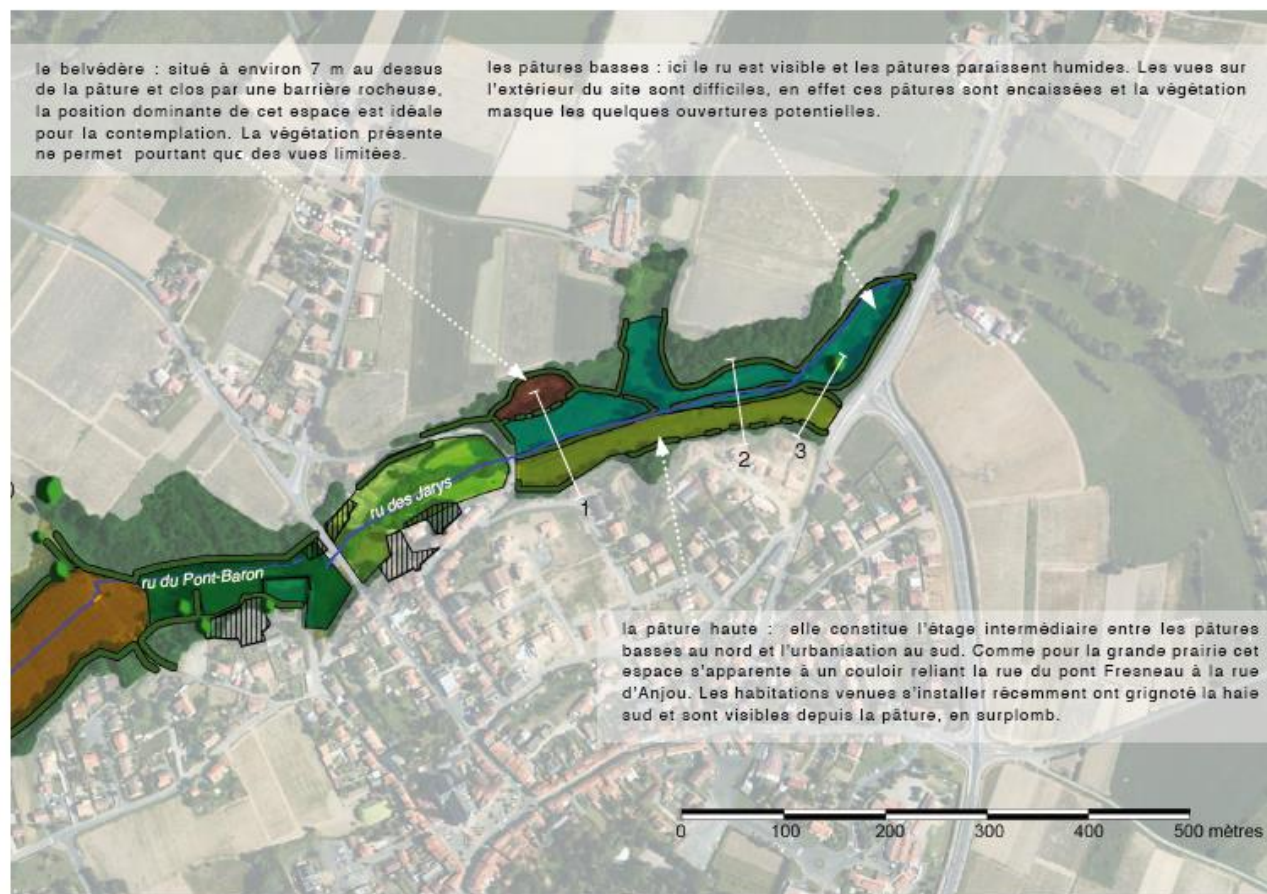 le belvédère : situé à environ 7 m au dessus
de la pâture et clos par une barrière rocheuse,
la position dominante de cet espace est idéale
pour la contemplation. La végétation présente
ne permet pourtant que des vues limitées.
les pâtures basses : ici le ru est visible et les pâtures paraissent humides. Les vues sur
l'extérieur du site sont difficiles, en effet ces pâtures sont encaissées et la végétation
masque les quelques ouvertures potentielles.
1
2
3
ru des Jarys
ru du Pont-Baron
la pâture haute : elle constitue l'étage intermédiaire entre les pâtures
basses au nord et l'urbanisation au sud. Comme pour la grande prairie cet
espace s'apparente à un couloir reliant la rue du pont Fresneau à la rue
d'Anjou. Les habitations venues s'installer récemment ont grignoté la haie
sud et sont visibles depuis la pâture, en surplomb.
0 100 200 300 400 500 mètres